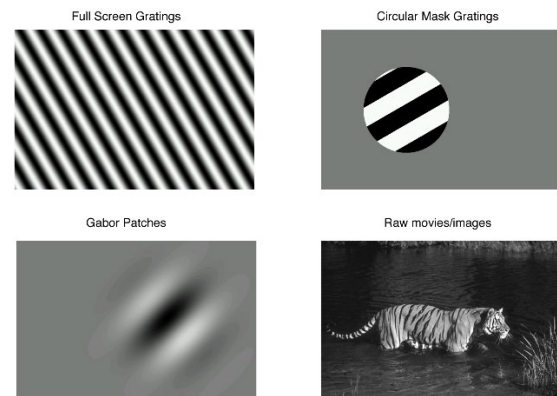 Full Screen Gratings
Circular Mask Gratings
Gabor Patches
Raw movies/images